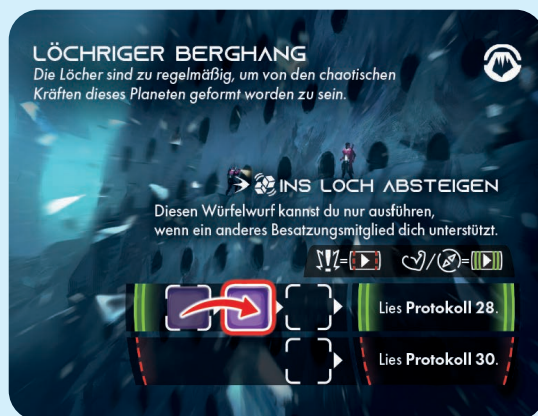 LÖCHRIGER BERGHANG
Die Löcher sind zu regelmäßig, um von den chaotischen
Kräften dieses Planeten geformt worden zu sein.
INS LOCH ABSTEIGEN
Diesen Würfelwurf kannst du nur ausführen,
wenn ein anderes Besatzungsmitglied dich unterstützt.
Lies Protokoll 28.
Lies Protokoll 30.